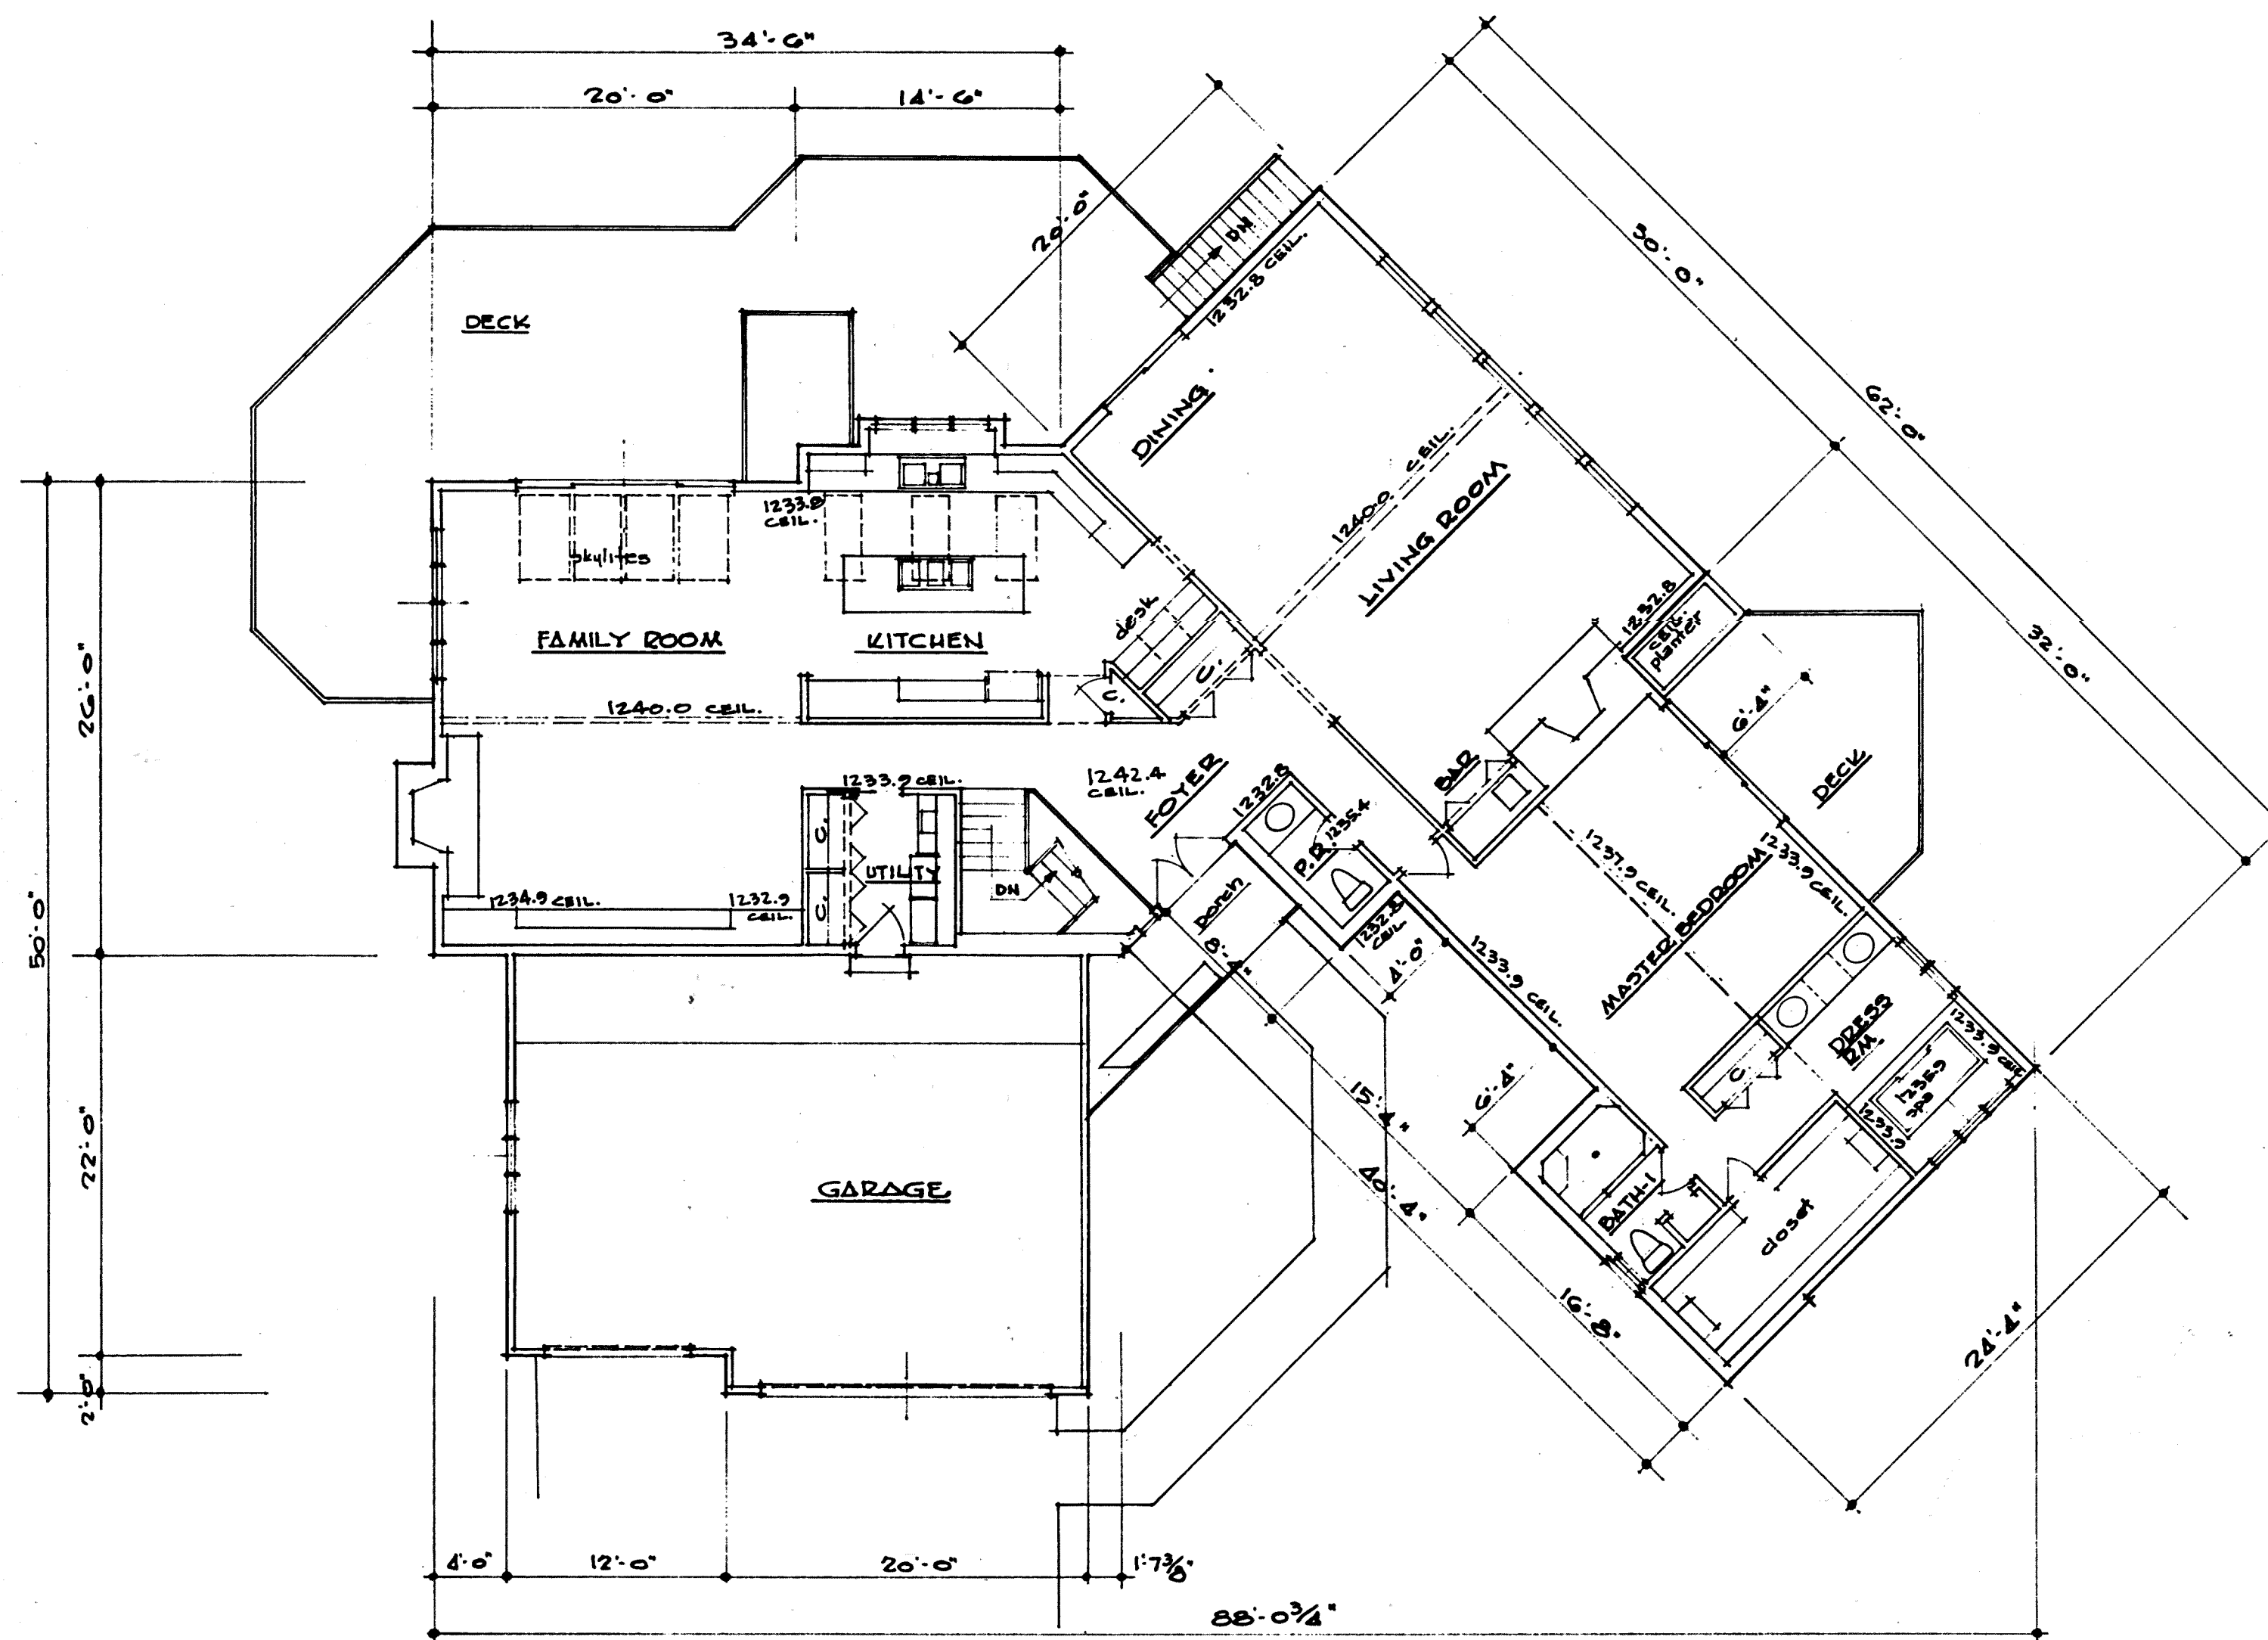 34'-6"
20'-0"
14'-6"
20'-0"
DN
1232.8 CEIL.
30'-0"
62'-0"
32'-0"
DECK
DINING
1240.0 CEIL.
LIVING ROOM
1233.8
CEIL.
skylites
FAMILY ROOM
KITCHEN
desk
C.
C.
1232.8
CEIL.
planter
6'-4"
DECK
26'-0"
1240.0 CEIL.
BAR
1233.9 CEIL.
1242.4
CEIL.
FOYER
1232.8
P.R. 1235.4
1237.9 CEIL.
1233.9 CEIL.
MASTER BEDROOM
C.
C.
UTILITY
DN
1234.9 CEIL.
1232.9
CEIL.
porch
8'-4"
1232.8
CEIL
4'-0"
1233.9 CEIL.
50'-0"
DRESS
RM.
1233.9 CEIL
1235.9
spa
1233.9
C.
22'-0"
6'-4"
15'-4"
40'-4"
GARAGE
BATH-1
closet
16'-8"
24'-4"
2'-0"
4'-0"
12'-0"
20'-0"
1'-7 3/8"
88'-0 3/4"